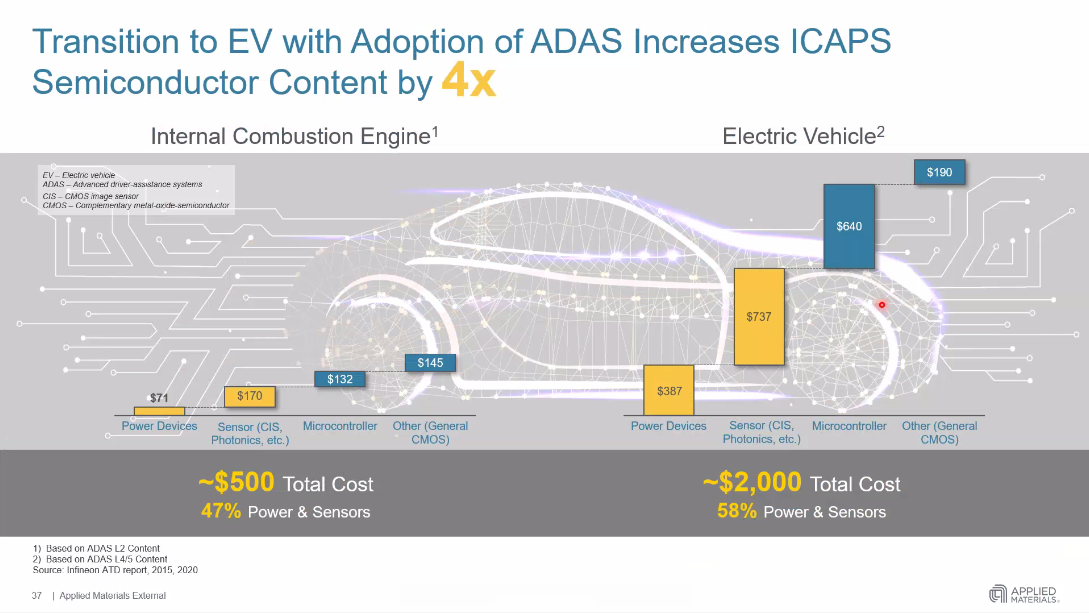 Transition to EV with Adoption of ADAS Increases ICAPS
Semiconductor Content by 4x
Internal Combustion Engine1
Electric Vehicle2
EV – Electric vehicle
ADAS – Advanced driver-assistance systems
CIS – CMOS image sensor
CMOS – Complementary metal-oxide-semiconductor
$71
$170
$132
$145
Power Devices
Sensor (CIS,
Photonics, etc.)
Microcontroller
Other (General
CMOS)
$387
$737
$640
$190
Power Devices
Sensor (CIS,
Photonics, etc.)
Microcontroller
Other (General
CMOS)
~$500 Total Cost
47% Power & Sensors
~$2,000 Total Cost
58% Power & Sensors
1) Based on ADAS L2 Content
2) Based on ADAS L4/5 Content
Source: Infineon ATD report, 2015, 2020
37 | Applied Materials External
APPLIED
MATERIALS